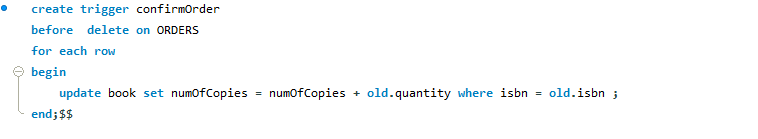 create trigger confirmOrder
before  delete on ORDERS
for each row
begin
    update book set numOfCopies = numOfCopies + old.quantity where isbn = old.isbn ;
end;$$